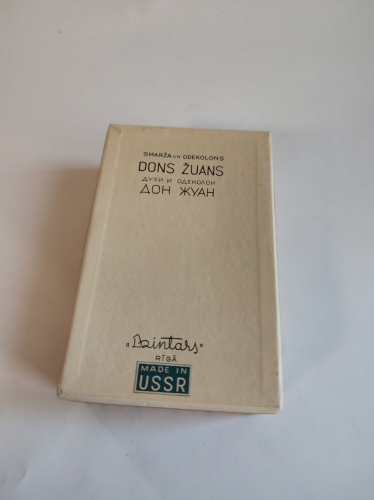 SMARŽA UN ODEKOLONS
DONS ŽUANS
ДУХИ И ОДЕКОЛОН
ДОН ЖУАН
„Dzintars"
RĪGĀ
MADE IN
USSR